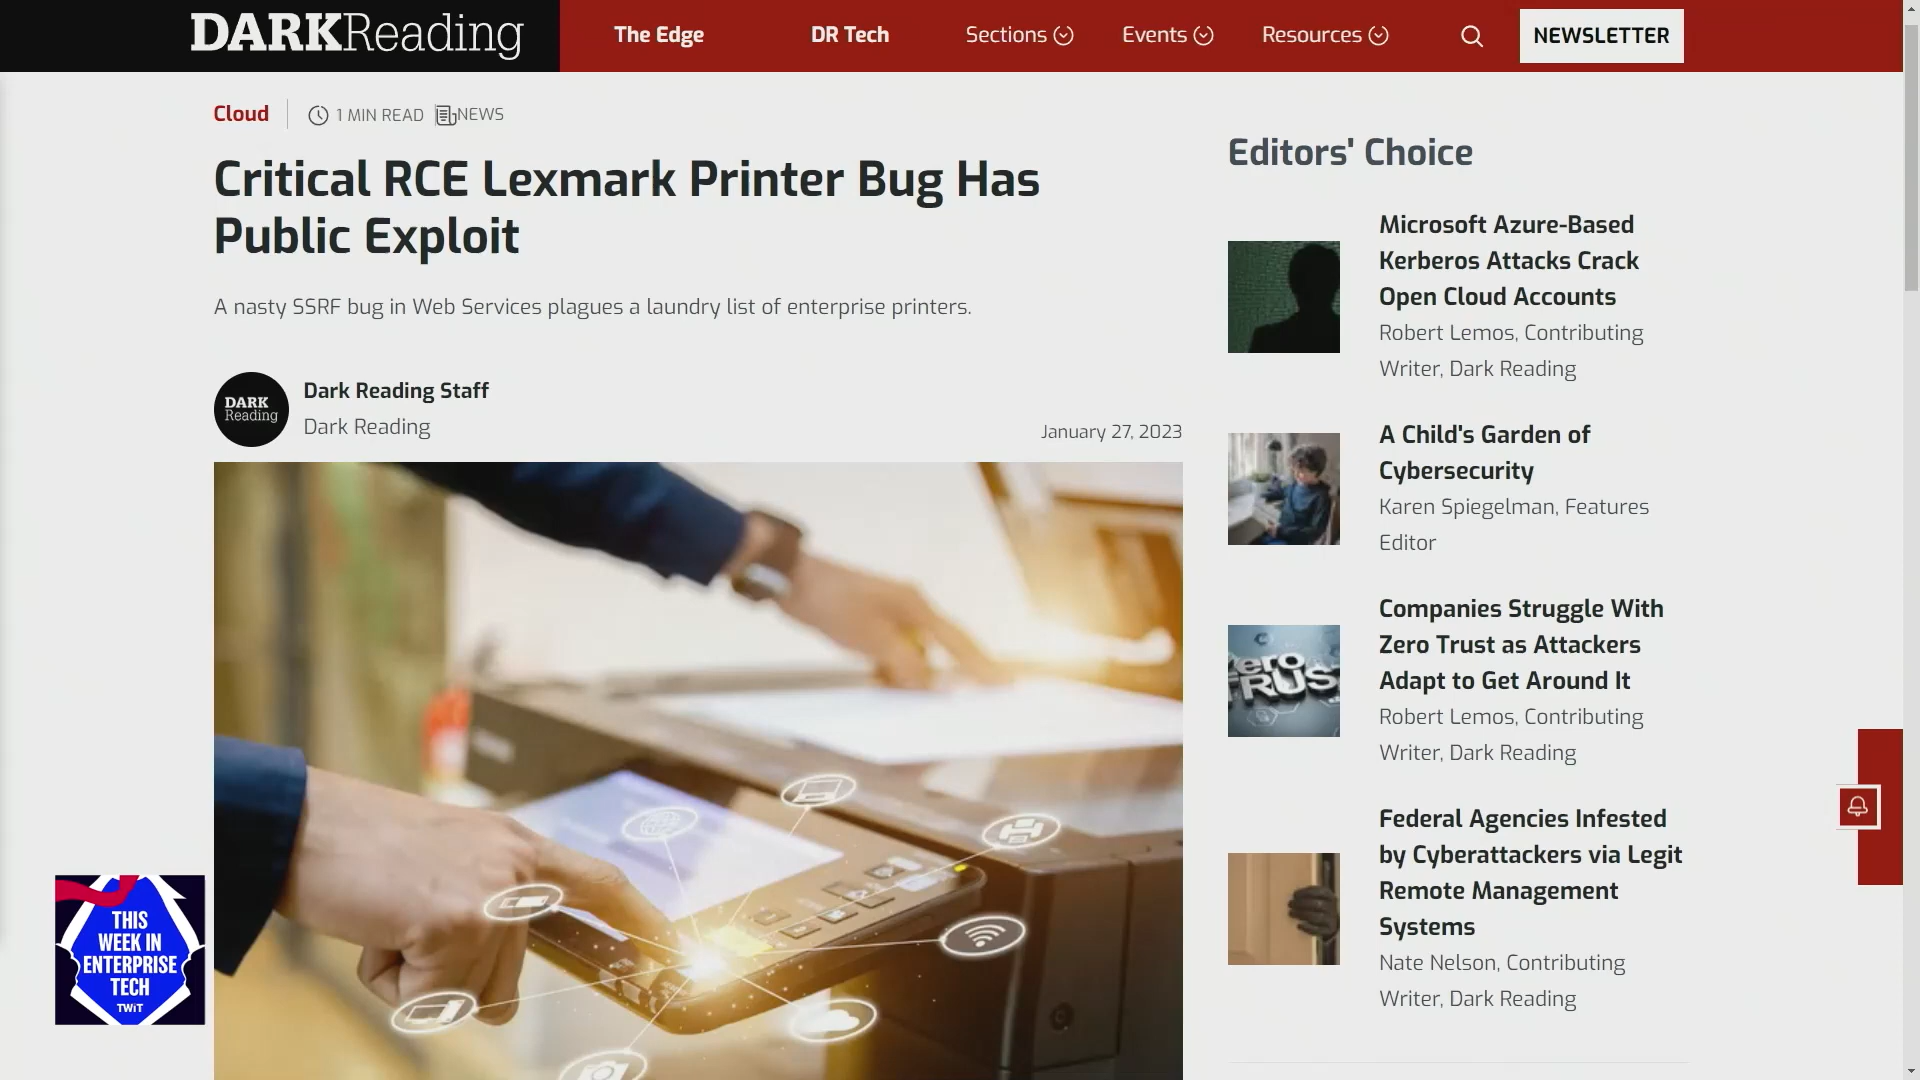 DARKReading
The Edge
DR Tech
Sections
Events
Resources
NEWSLETTER
Cloud
1 MIN READ
NEWS
Critical RCE Lexmark Printer Bug Has
Public Exploit
A nasty SSRF bug in Web Services plagues a laundry list of enterprise printers.
DARK
Reading
Dark Reading Staff
Dark Reading
January 27, 2023
Editors' Choice
Microsoft Azure-Based
Kerberos Attacks Crack
Open Cloud Accounts
Robert Lemos, Contributing
Writer, Dark Reading
A Child's Garden of
Cybersecurity
Karen Spiegelman, Features
Editor
Companies Struggle With
Zero Trust as Attackers
Adapt to Get Around It
Robert Lemos, Contributing
Writer, Dark Reading
Federal Agencies Infested
by Cyberattackers via Legit
Remote Management
Systems
Nate Nelson, Contributing
Writer, Dark Reading
THIS
WEEK IN
ENTERPRISE
TECH
TWiT